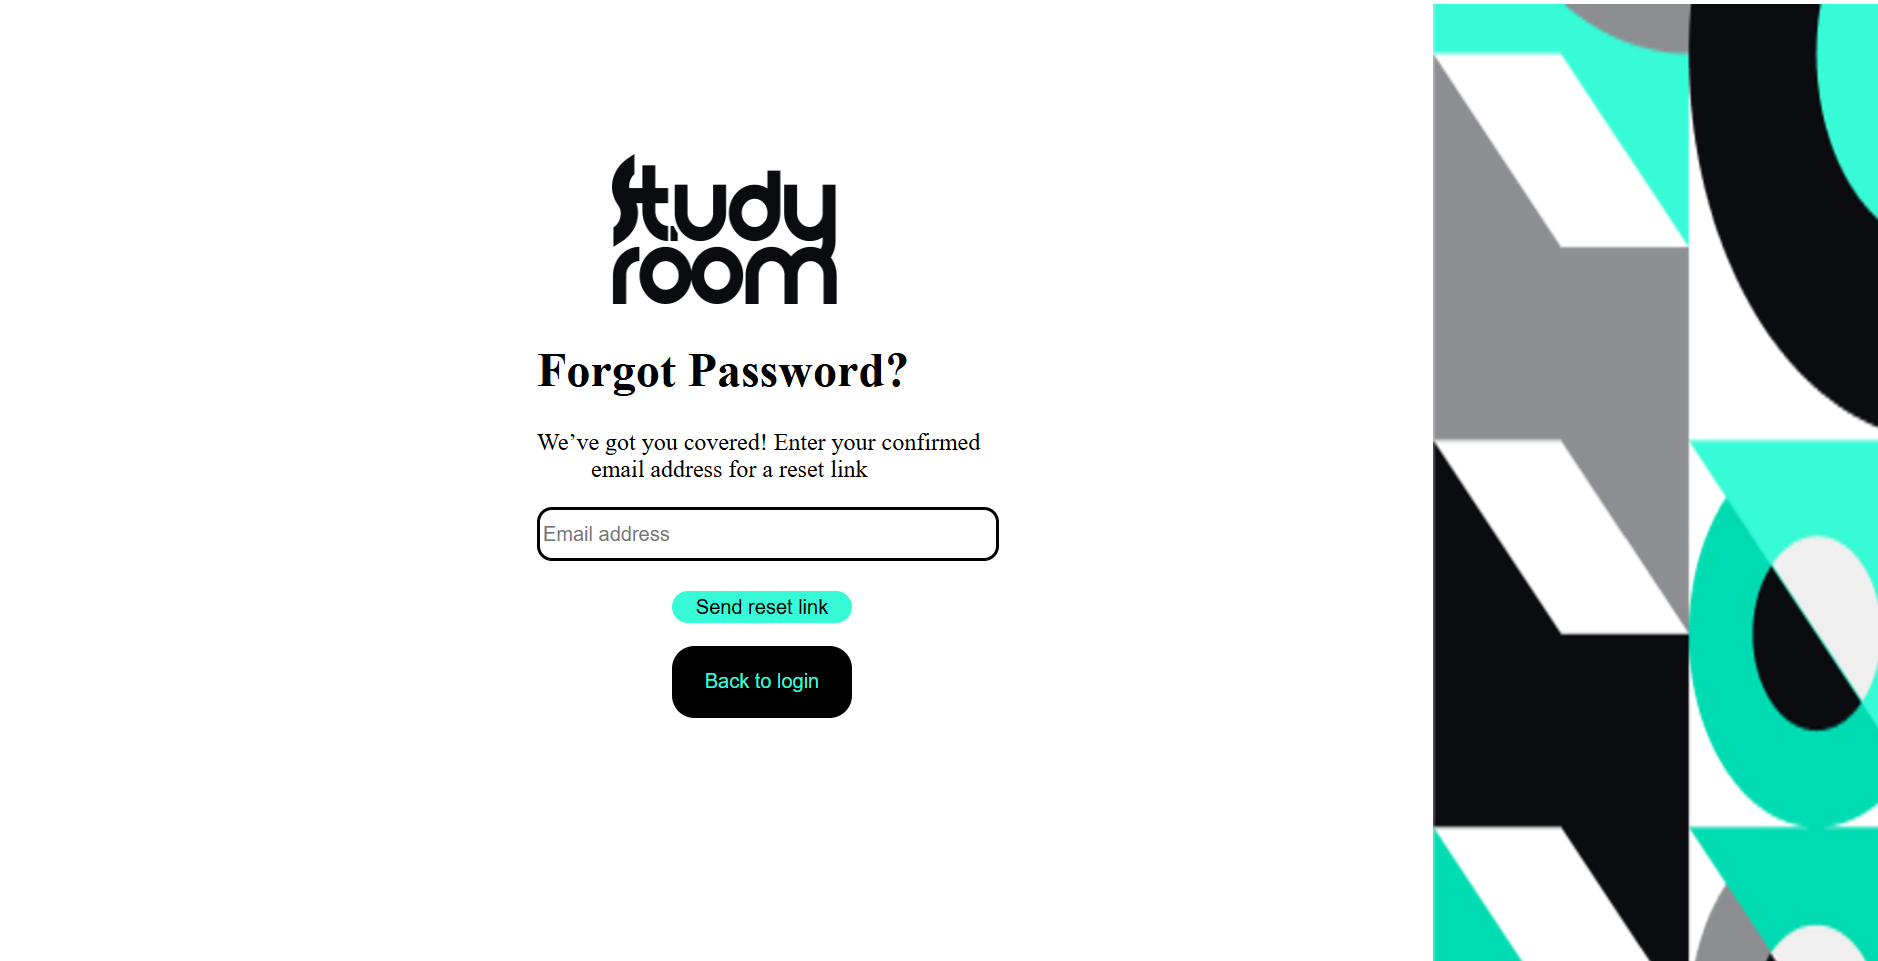 Study
room
Forgot Password?
We’ve got you covered! Enter your confirmed
email address for a reset link
Email address
Send reset link
Back to login